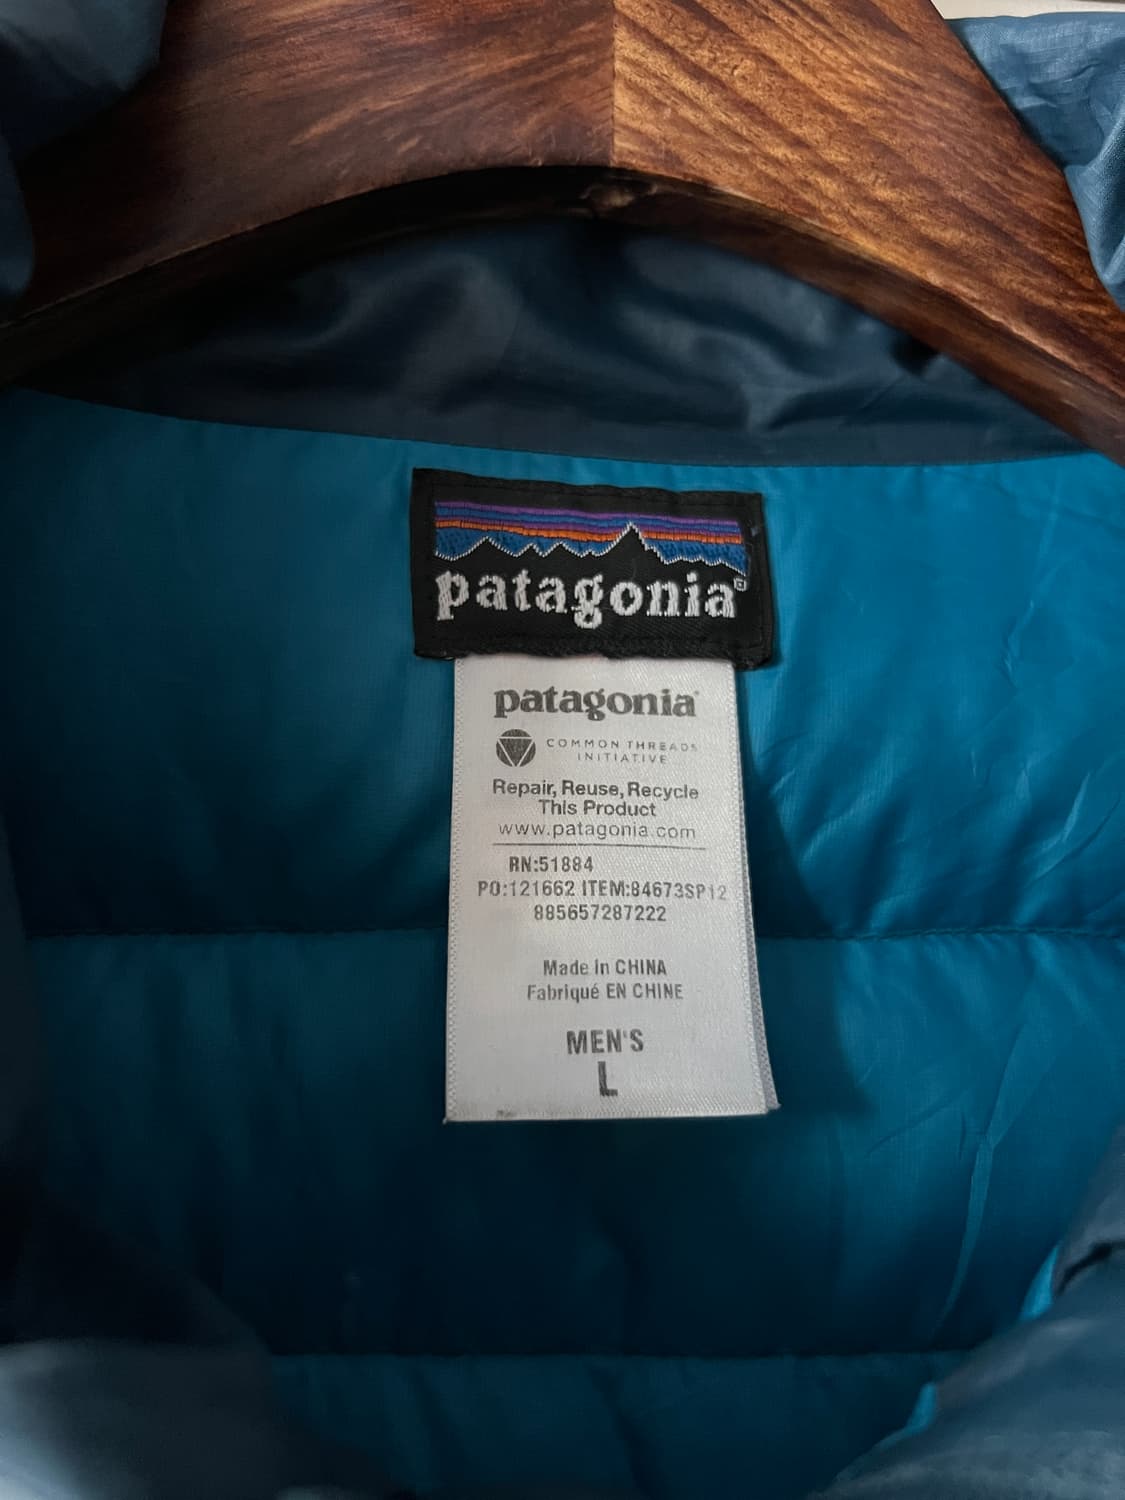 patagonia®
patagonia®
COMMON THREADS
INITIATIVE
Repair, Reuse, Recycle
This Product
www.patagonia.com
RN:51884
PO:121662 ITEM:84673SP12
885657287222
Made in CHINA
Fabriqué EN CHINE
MEN'S
L